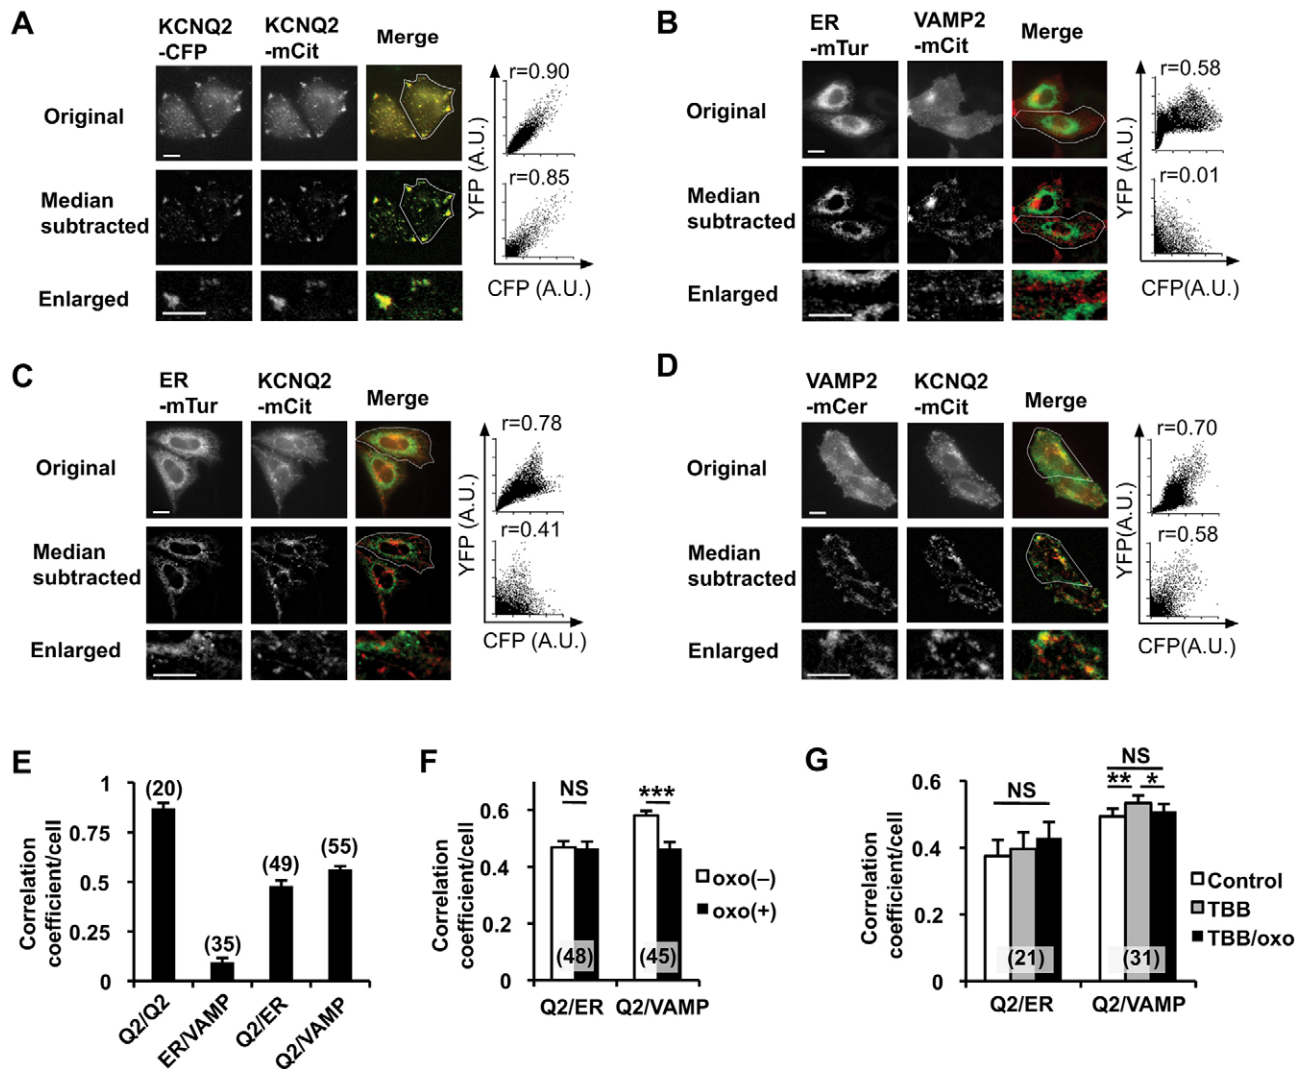 A
KCNQ2
-CFP
KCNQ2
-mCit
Merge
Original
Median
subtracted
Enlarged
r=0.90
r=0.85
YFP (A.U.)
CFP (A.U.)
B
ER
-mTur
VAMP2
-mCit
Merge
Original
Median
subtracted
Enlarged
r=0.58
r=0.01
YFP (A.U.)
CFP(A.U.)
C
ER
-mTur
KCNQ2
-mCit
Merge
Original
Median
subtracted
Enlarged
r=0.78
r=0.41
YFP (A.U.)
CFP (A.U.)
D
VAMP2
-mCer
KCNQ2
-mCit
Merge
Original
Median
subtracted
Enlarged
r=0.70
r=0.58
YFP(A.U.)
CFP(A.U.)
E
Correlation
coefficient/cell
1
0.75
0.5
0.25
0
(20)
(35)
(49)
(55)
Q2/Q2
ER/VAMP
Q2/ER
Q2/VAMP
F
Correlation
coefficient/cell
0.6
0.4
0.2
0
NS
***
(48)
(45)
Q2/ER
Q2/VAMP
oxo(–)
oxo(+)
G
Correlation
coefficient/cell
0.6
0.4
0.2
0
NS
NS
**
*
(21)
(31)
Q2/ER
Q2/VAMP
Control
TBB
TBB/oxo